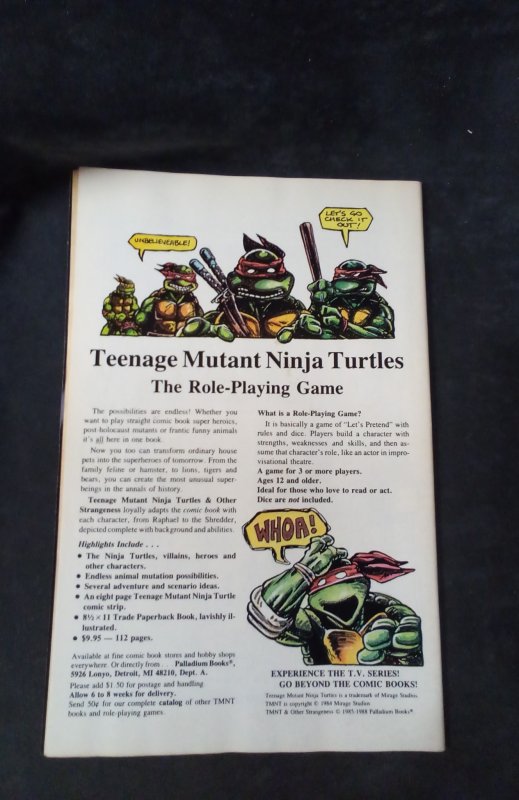 UNBELIEVEABLE!
LET'S GO
CHECK IT
OUT!
Teenage Mutant Ninja Turtles
The Role-Playing Game
The possibilities are endless! Whether you
want to play straight comic book super heroics,
post-holocaust mutants or frantic funny animals
it's all here in one book.
Now you too can transform ordinary house
pets into the superheroes of tomorrow. From the
family feline or hamster, to lions, tigers and
bears, you can create the most unusual super-
beings in the annals of history.
Teenage Mutant Ninja Turtles & Other
Strangeness loyally adapts the comic book with
each character, from Raphael to the Shredder,
depicted complete with background and abilities.
Highlights Include . . .
• The Ninja Turtles, villains, heroes and
other characters.
• Endless animal mutation possibilities.
• Several adventure and scenario ideas.
• An eight page Teenage Mutant Ninja Turtle
comic strip.
• 8½ × 11 Trade Paperback Book, lavishly il-
lustrated.
• $9.95 — 112 pages.
Available at fine comic book stores and hobby shops
everywhere. Or directly from . . . Palladium Books®,
5926 Lonyo, Detroit, MI 48210, Dept. A.
Please add $1.50 for postage and handling.
Allow 6 to 8 weeks for delivery.
Send 50¢ for our complete catalog of other TMNT
books and role-playing games.
What is a Role-Playing Game?
It is basically a game of "Let's Pretend" with
rules and dice. Players build a character with
strengths, weaknesses and skills, and then as-
sume that character's role, like an actor in impro-
visational theatre.
A game for 3 or more players.
Ages 12 and older.
Ideal for those who love to read or act.
Dice are not included.
WHOA!
EXPERIENCE THE T.V. SERIES!
GO BEYOND THE COMIC BOOKS!
Teenage Mutant Ninja Turtles is a trademark of Mirage Studios
TMNT is copyright © 1984 Mirage Studios
TMNT & Other Strangeness © 1985-1988 Palladium Books®